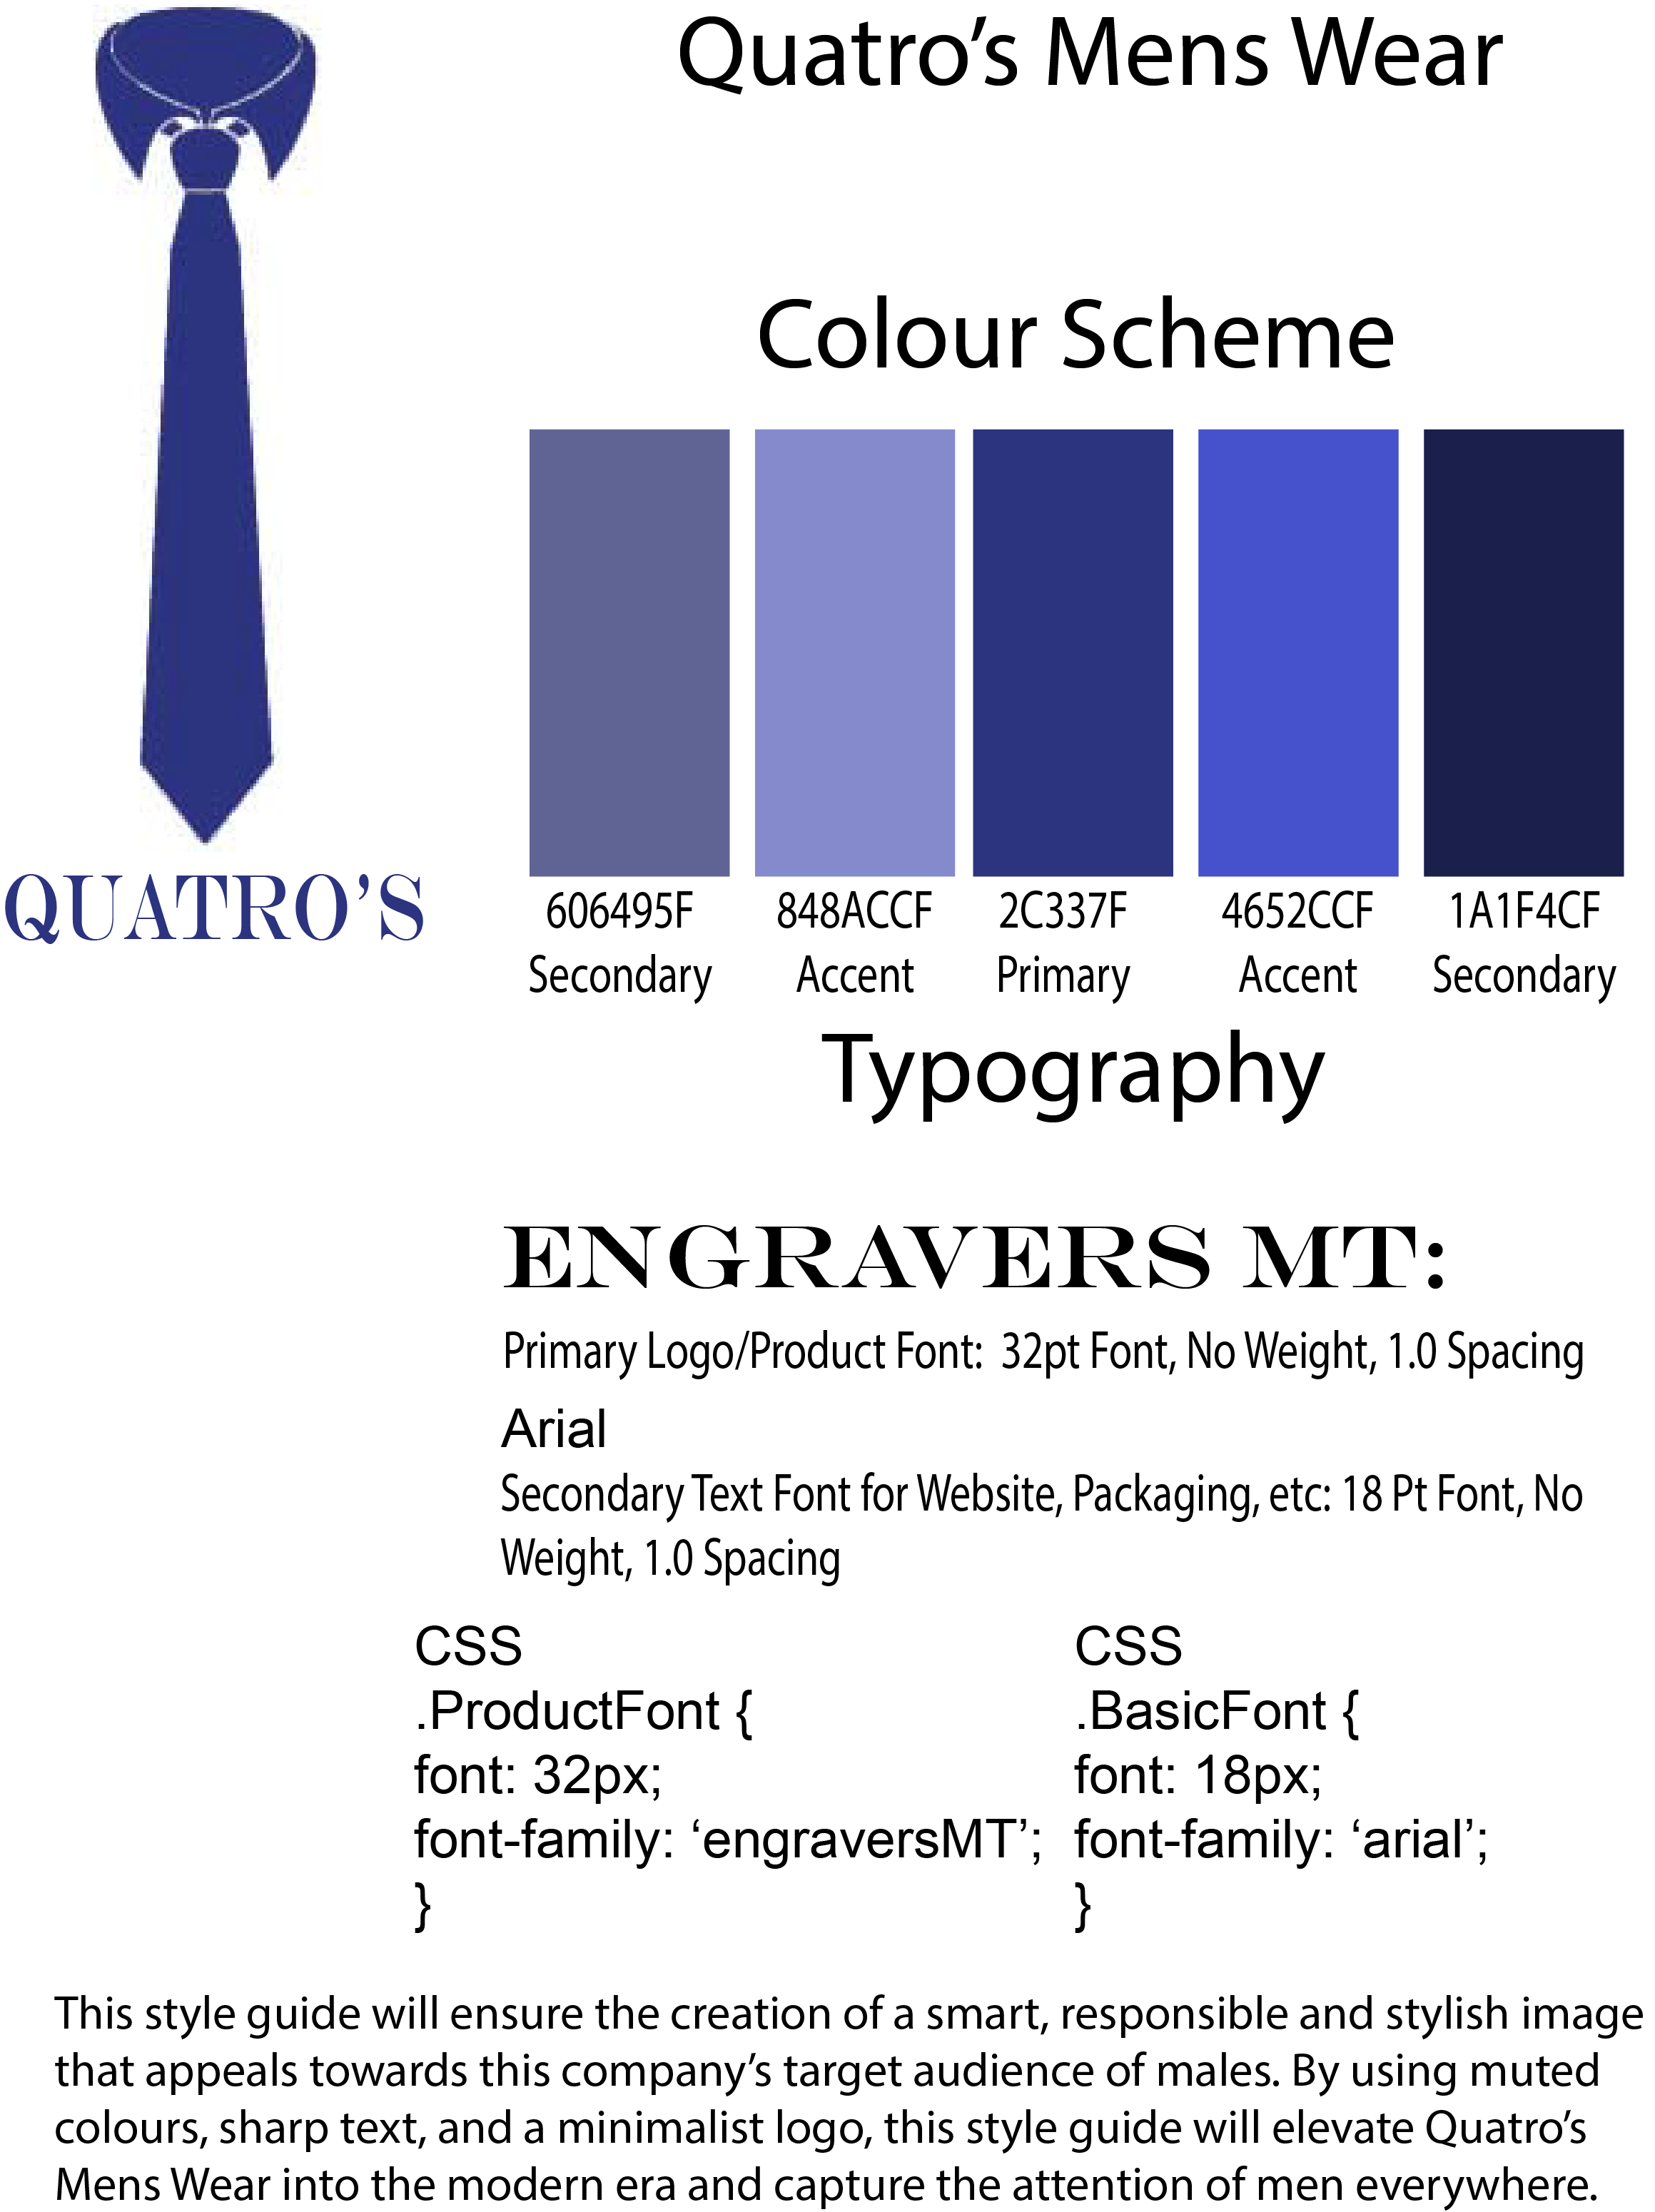 Quatro’s Mens Wear
QUATRO’S
Colour Scheme
606495F
848ACCF
2C337F
4652CCF
1A1F4CF
Secondary
Accent
Primary
Accent
Secondary
Typography
ENGRAVERS MT:
Primary Logo/Product Font:  32pt Font, No Weight, 1.0 Spacing
Arial
Secondary Text Font for Website, Packaging, etc: 18 Pt Font, No
Weight, 1.0 Spacing
CSS
.ProductFont {
font: 32px;
font-family: ‘engraversMT’;
}
CSS
.BasicFont {
font: 18px;
font-family: ‘arial’;
}
This style guide will ensure the creation of a smart, responsible and stylish image
that appeals towards this company’s target audience of males. By using muted
colours, sharp text, and a minimalist logo, this style guide will elevate Quatro’s
Mens Wear into the modern era and capture the attention of men everywhere.